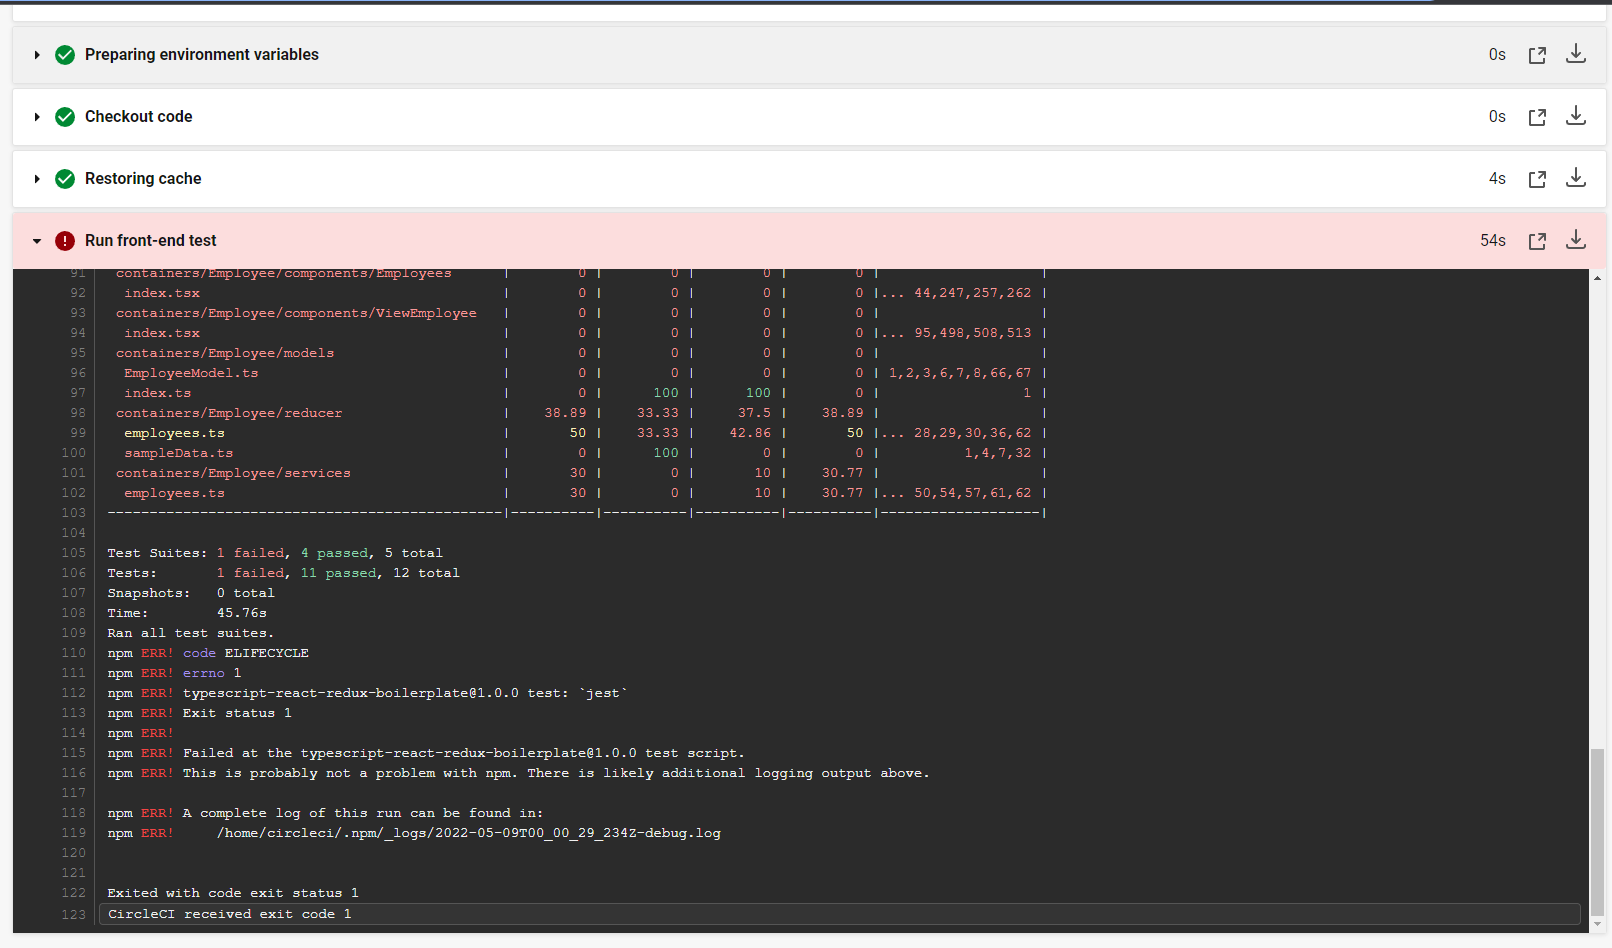 Preparing environment variables 0s
Checkout code 0s
Restoring cache 4s
Run front-end test 54s
91 containers/Employee/components/Employees | 0 | 0 | 0 | 0 | |
92 index.tsx | 0 | 0 | 0 | 0 |... 44,247,257,262 |
93 containers/Employee/components/ViewEmployee | 0 | 0 | 0 | 0 | |
94 index.tsx | 0 | 0 | 0 | 0 |... 95,498,508,513 |
95 containers/Employee/models | 0 | 0 | 0 | 0 | |
96 EmployeeModel.ts | 0 | 0 | 0 | 0 | 1,2,3,6,7,8,66,67 |
97 index.ts | 0 | 100 | 100 | 0 | 1 |
98 containers/Employee/reducer | 38.89 | 33.33 | 37.5 | 38.89 | |
99 employees.ts | 50 | 33.33 | 42.86 | 50 |... 28,29,30,36,62 |
100 sampleData.ts | 0 | 100 | 0 | 0 | 1,4,7,32 |
101 containers/Employee/services | 30 | 0 | 10 | 30.77 | |
102 employees.ts | 30 | 0 | 10 | 30.77 |... 50,54,57,61,62 |
103 -----------------------------------------------|----------|----------|----------|----------|-------------------|
104
105 Test Suites: 1 failed, 4 passed, 5 total
106 Tests: 1 failed, 11 passed, 12 total
107 Snapshots: 0 total
108 Time: 45.76s
109 Ran all test suites.
110 npm ERR! code ELIFECYCLE
111 npm ERR! errno 1
112 npm ERR! typescript-react-redux-boilerplate@1.0.0 test: `jest`
113 npm ERR! Exit status 1
114 npm ERR!
115 npm ERR! Failed at the typescript-react-redux-boilerplate@1.0.0 test script.
116 npm ERR! This is probably not a problem with npm. There is likely additional logging output above.
117
118 npm ERR! A complete log of this run can be found in:
119 npm ERR! /home/circleci/.npm/_logs/2022-05-09T00_00_29_234Z-debug.log
120
121
122 Exited with code exit status 1
123 CircleCI received exit code 1